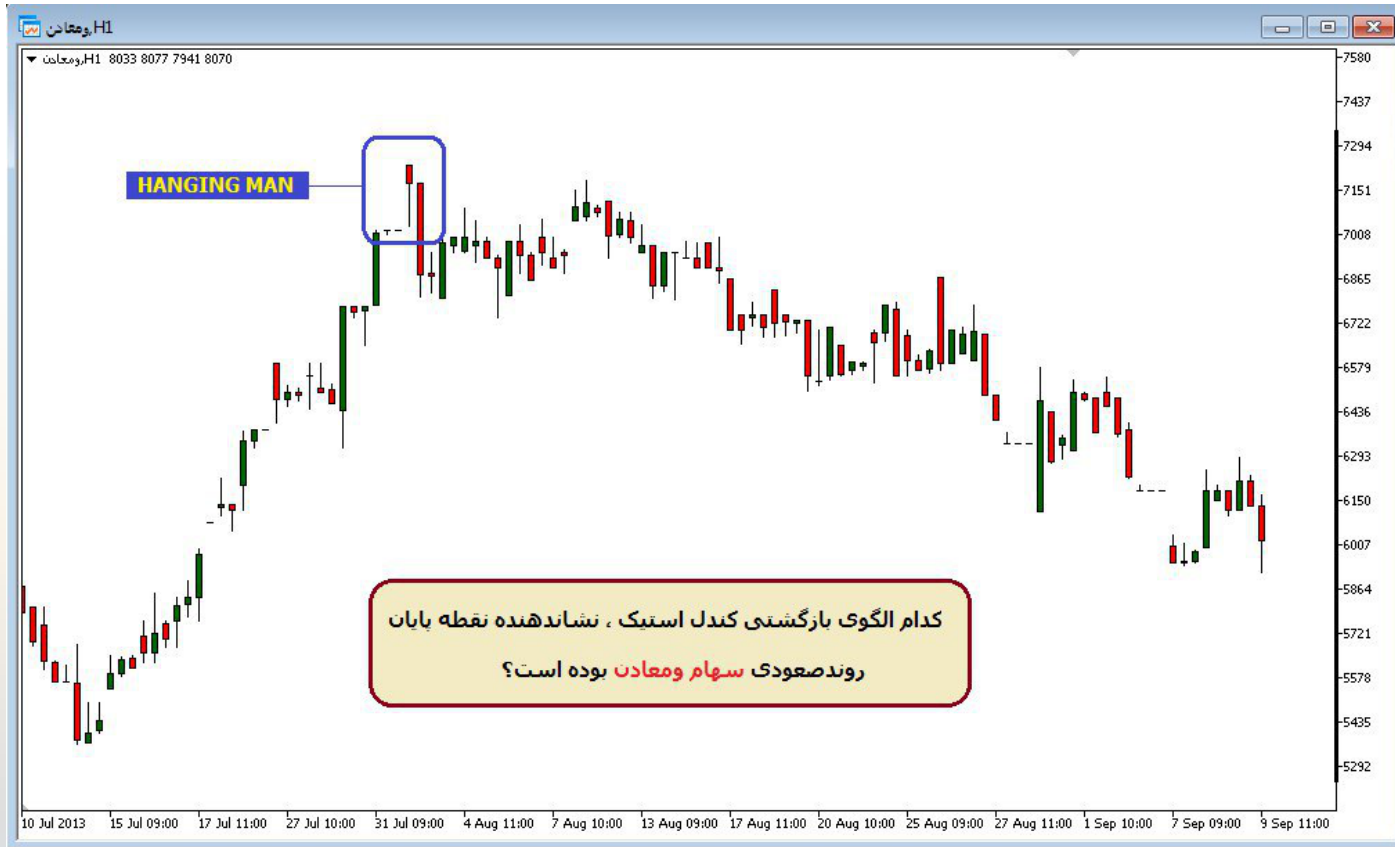 ومعادن,H1
ومعادن,H1 8033 8077 7941 8070
7580
7437
7294
HANGING MAN
7151
7008
6865
6722
6579
6436
6293
6150
6007
5864
کدام الگوی بازگشتی کندل استیک ، نشاندهنده نقطه پایان
روندصعودی سهام ومعادن بوده است؟
5721
5578
5435
5292
10 Jul 2013 15 Jul 09:00 17 Jul 11:00 27 Jul 10:00 31 Jul 09:00 4 Aug 11:00 7 Aug 10:00 13 Aug 09:00 17 Aug 11:00 20 Aug 10:00 25 Aug 09:00 27 Aug 11:00 1 Sep 10:00 7 Sep 09:00 9 Sep 11:00